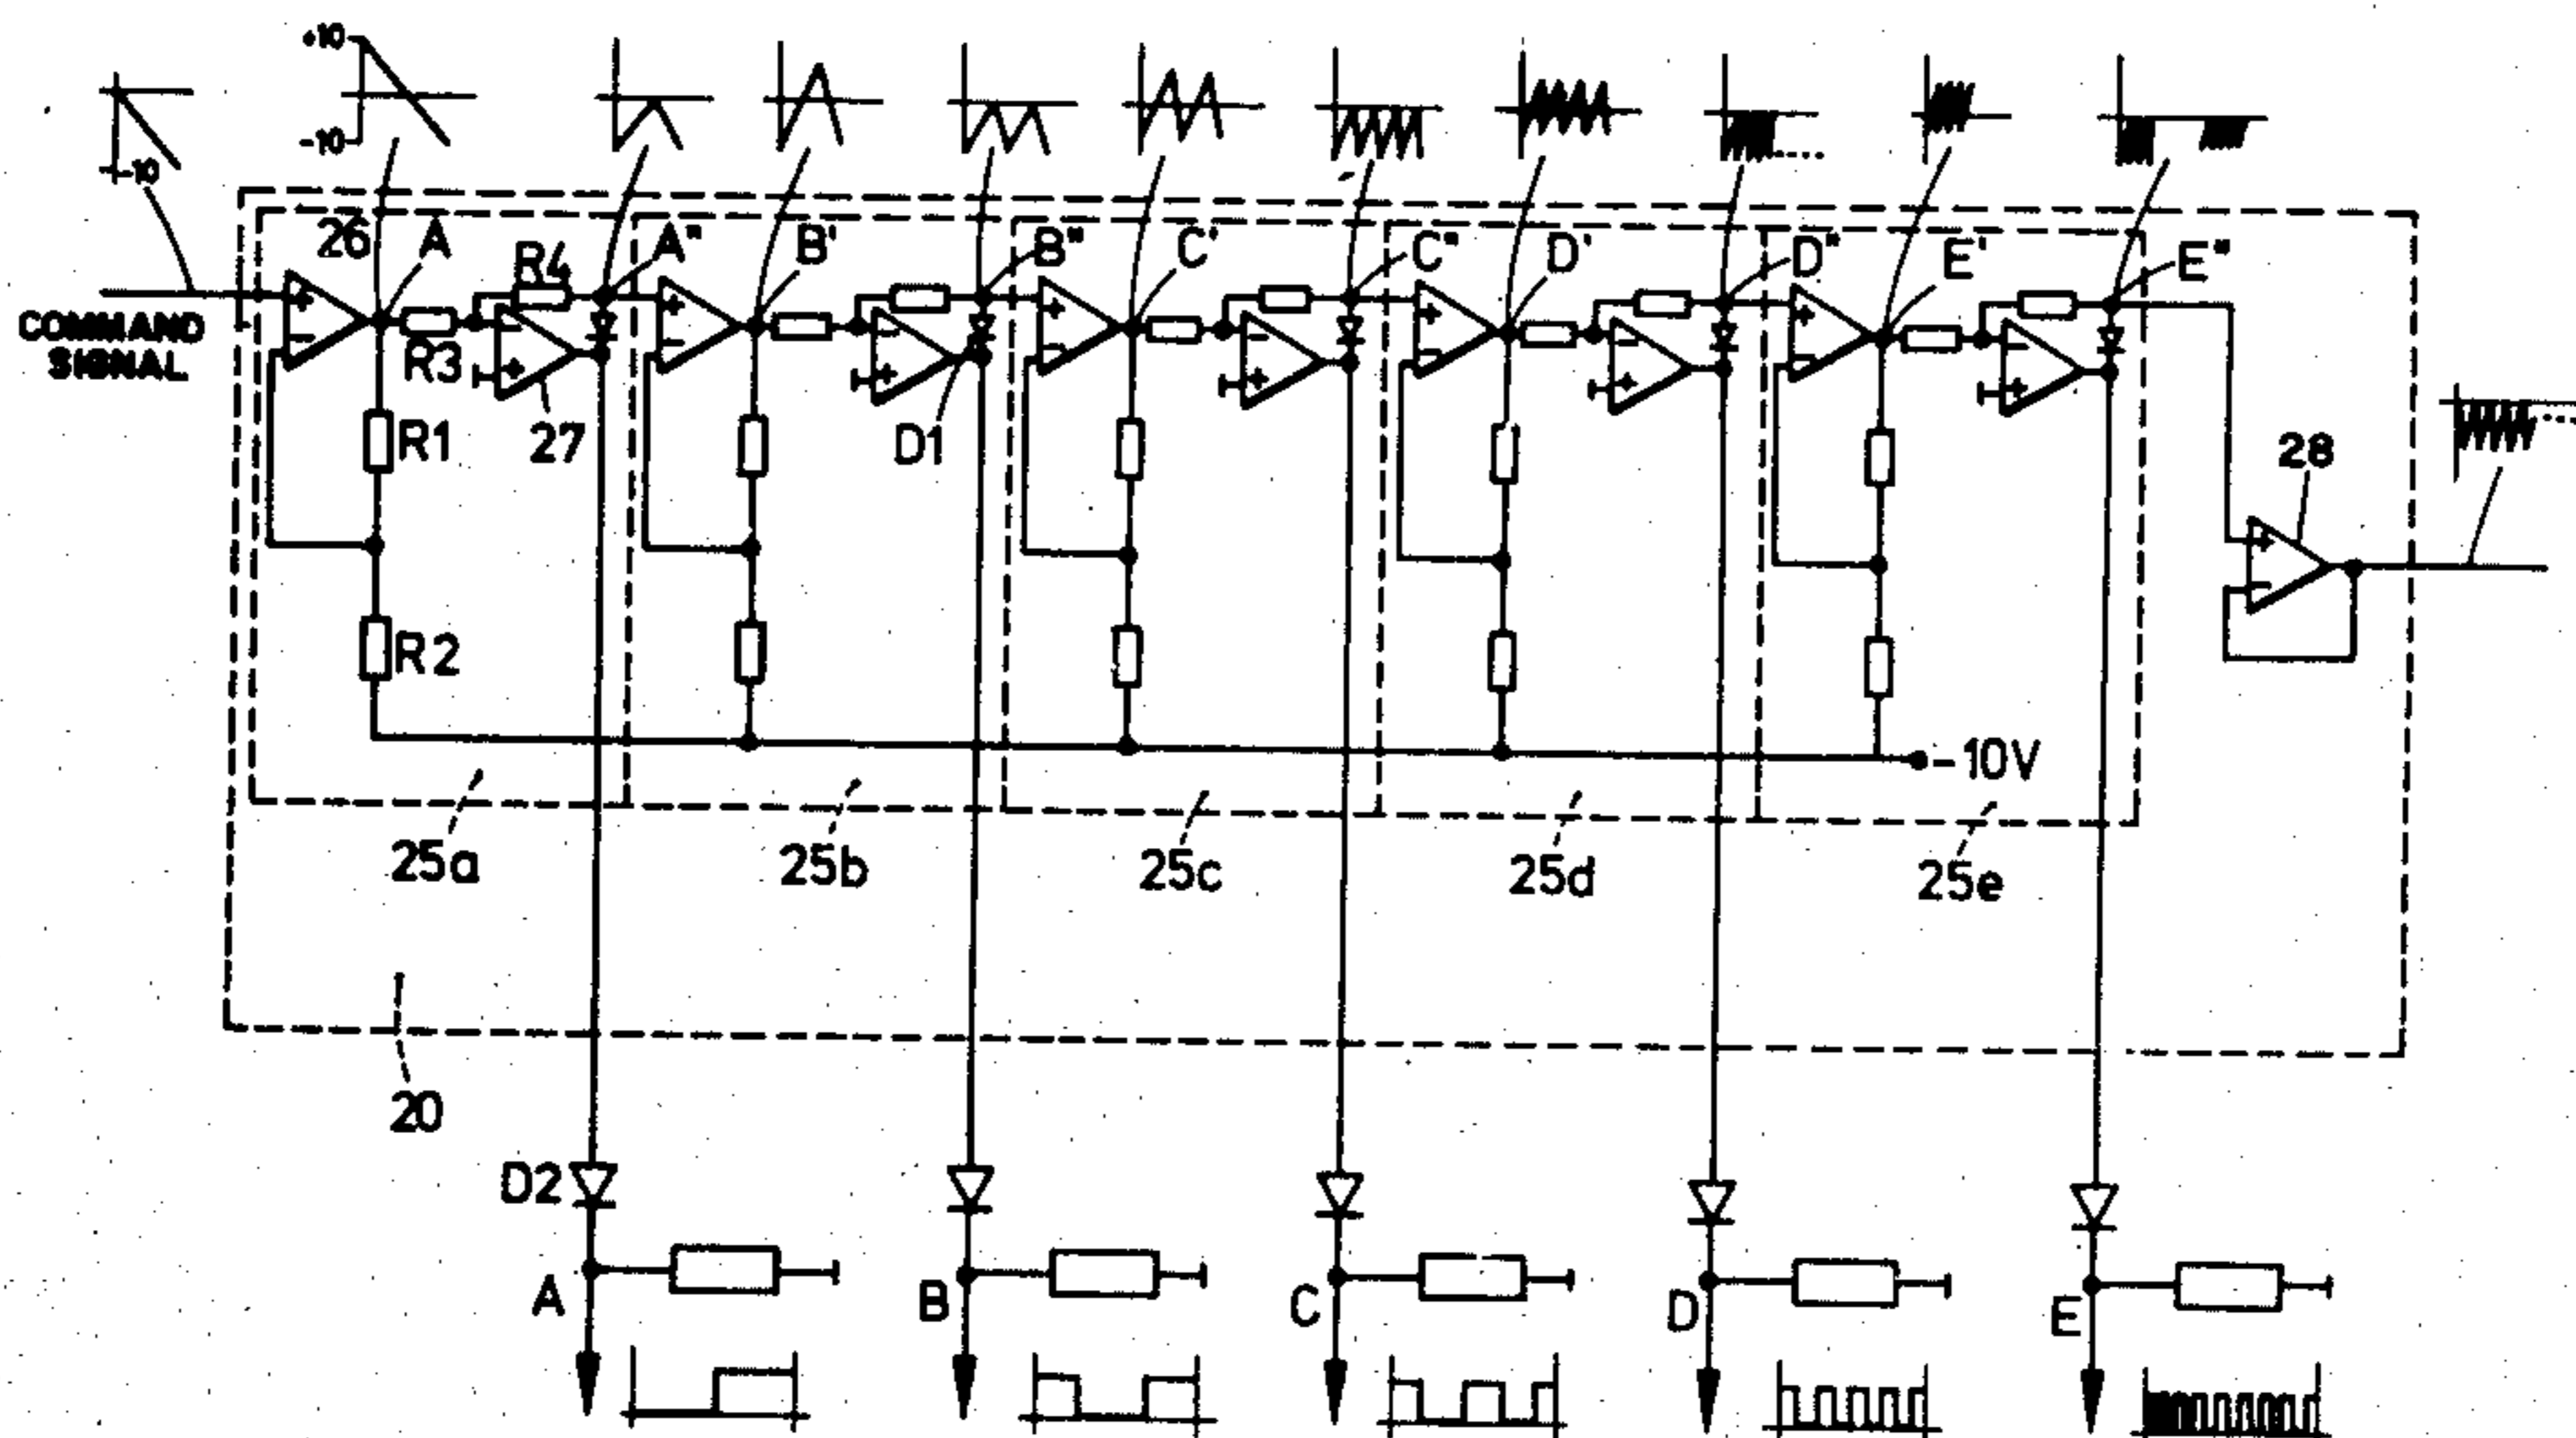 +10
-10
-10
26
A
R4
A"
B'
B"
C'
C"
D'
D"
E'
E"
COMMAND
SIGNAL
R3
27
D1
28
R1
R2
-10V
25a
25b
25c
25d
25e
20
D2
A
B
C
D
E